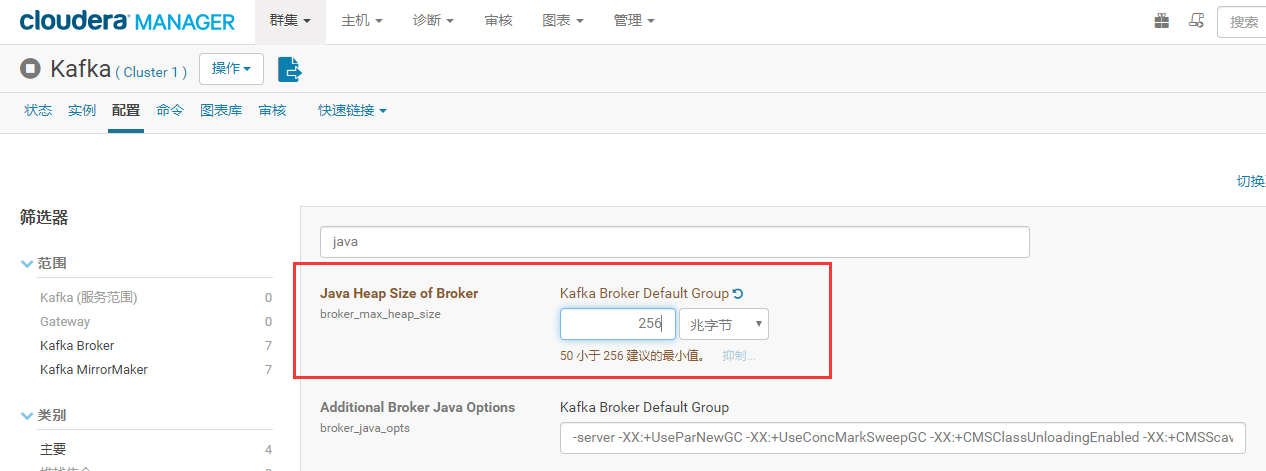 cloudera MANAGER 群集 主机 诊断 审核 图表 管理 搜索
Kafka ( Cluster 1 ) 操作
状态 实例 配置 命令 图表库 审核 快速链接
切换
筛选器
java
范围
Kafka (服务范围) 0
Gateway 0
Kafka Broker 7
Kafka MirrorMaker 7
Java Heap Size of Broker Kafka Broker Default Group
broker_max_heap_size 256 兆字节
50 小于 256 建议的最小值。 抑制...
类别
主要 4
Additional Broker Java Options Kafka Broker Default Group
broker_java_opts -server -XX:+UseParNewGC -XX:+UseConcMarkSweepGC -XX:+CMSClassUnloadingEnabled -XX:+CMSScav